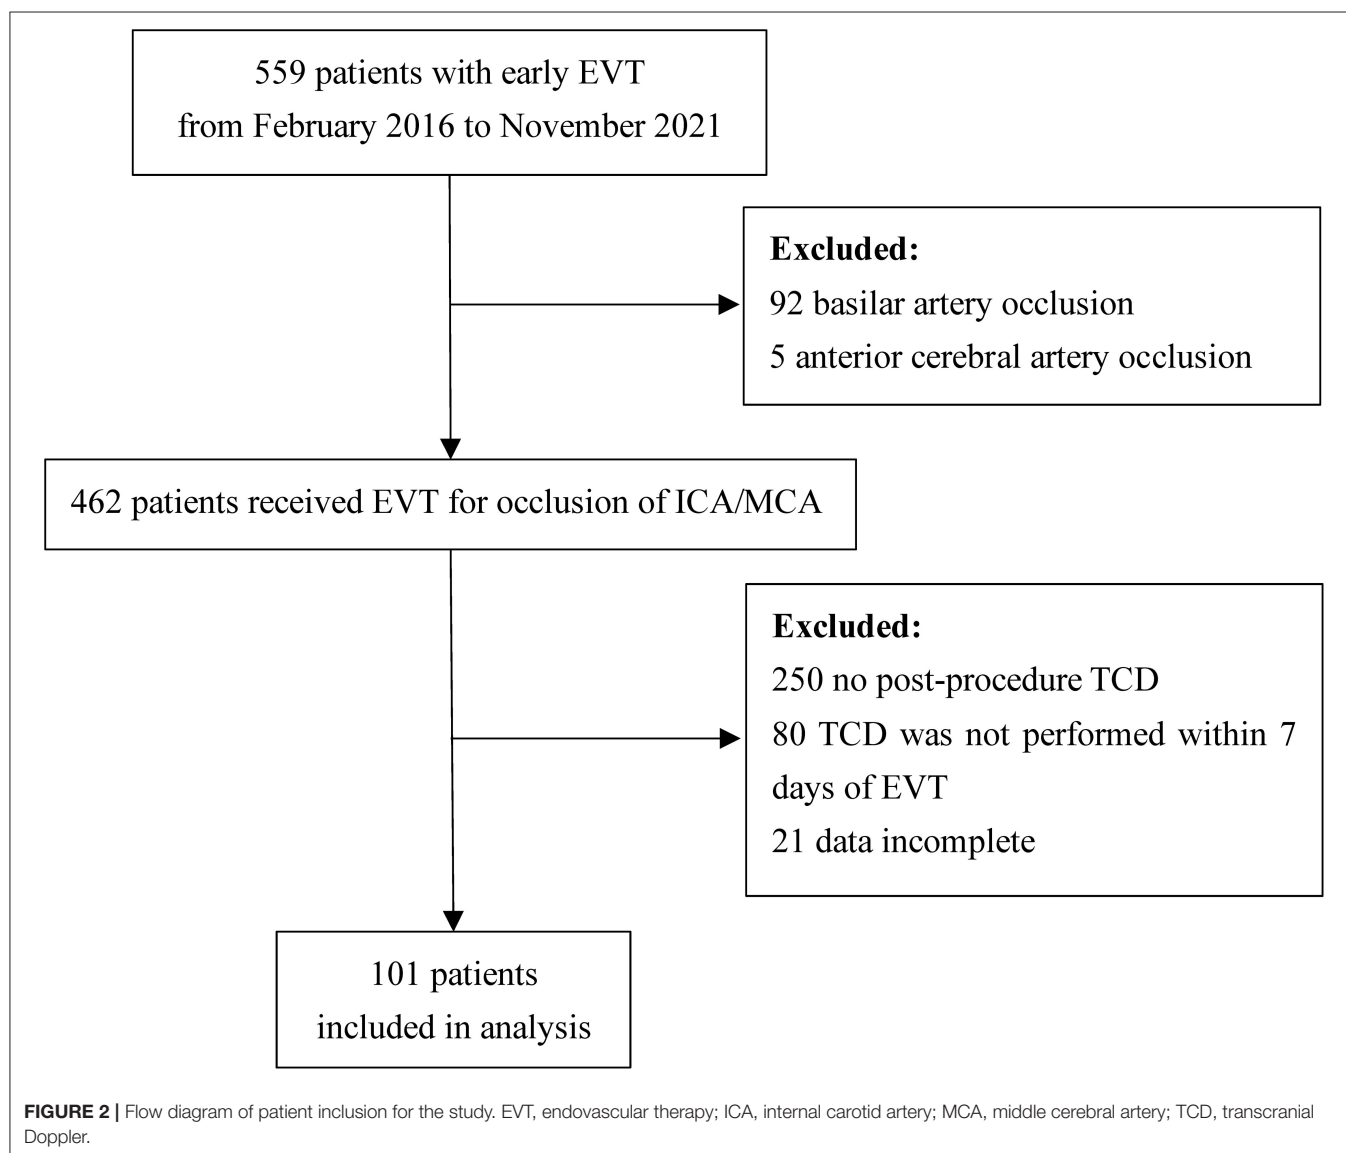 559 patients with early EVT
from February 2016 to November 2021
Excluded:
92 basilar artery occlusion
5 anterior cerebral artery occlusion
462 patients received EVT for occlusion of ICA/MCA
Excluded:
250 no post-procedure TCD
80 TCD was not performed within 7
days of EVT
21 data incomplete
101 patients
included in analysis
FIGURE 2 | Flow diagram of patient inclusion for the study. EVT, endovascular therapy; ICA, internal carotid artery; MCA, middle cerebral artery; TCD, transcranial
Doppler.